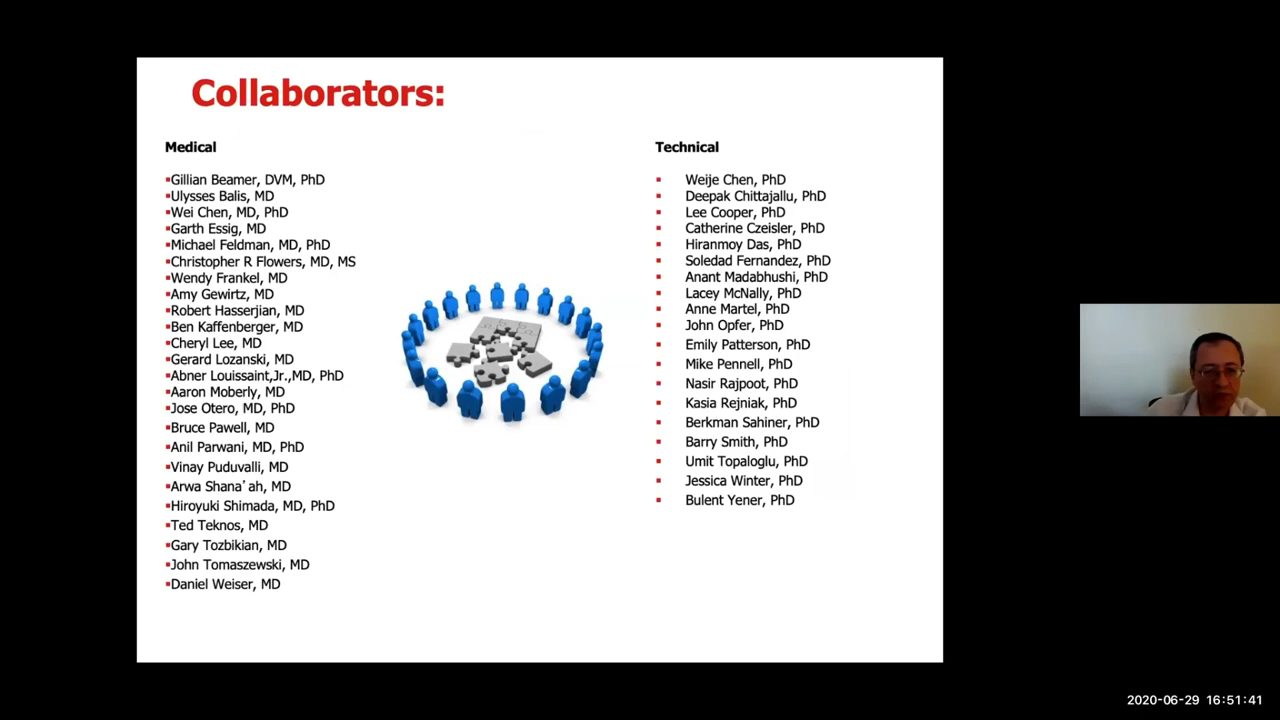 Collaborators:
Medical
▪Gillian Beamer, DVM, PhD
▪Ulysses Balis, MD
▪Wei Chen, MD, PhD
▪Garth Essig, MD
▪Michael Feldman, MD, PhD
▪Christopher R Flowers, MD, MS
▪Wendy Frankel, MD
▪Amy Gewirtz, MD
▪Robert Hasserjian, MD
▪Ben Kaffenberger, MD
▪Cheryl Lee, MD
▪Gerard Lozanski, MD
▪Abner Louissaint,Jr.,MD, PhD
▪Aaron Moberly, MD
▪Jose Otero, MD, PhD
▪Bruce Pawell, MD
▪Anil Parwani, MD, PhD
▪Vinay Puduvalli, MD
▪Arwa Shana’ah, MD
▪Hiroyuki Shimada, MD, PhD
▪Ted Teknos, MD
▪Gary Tozbikian, MD
▪John Tomaszewski, MD
▪Daniel Weiser, MD
Technical
▪ Weije Chen, PhD
▪ Deepak Chittajallu, PhD
▪ Lee Cooper, PhD
▪ Catherine Czeisler, PhD
▪ Hiranmoy Das, PhD
▪ Soledad Fernandez, PhD
▪ Anant Madabhushi, PhD
▪ Lacey McNally, PhD
▪ Anne Martel, PhD
▪ John Opfer, PhD
▪ Emily Patterson, PhD
▪ Mike Pennell, PhD
▪ Nasir Rajpoot, PhD
▪ Kasia Rejniak, PhD
▪ Berkman Sahiner, PhD
▪ Barry Smith, PhD
▪ Umit Topaloglu, PhD
▪ Jessica Winter, PhD
▪ Bulent Yener, PhD
2020-06-29 16:51:41